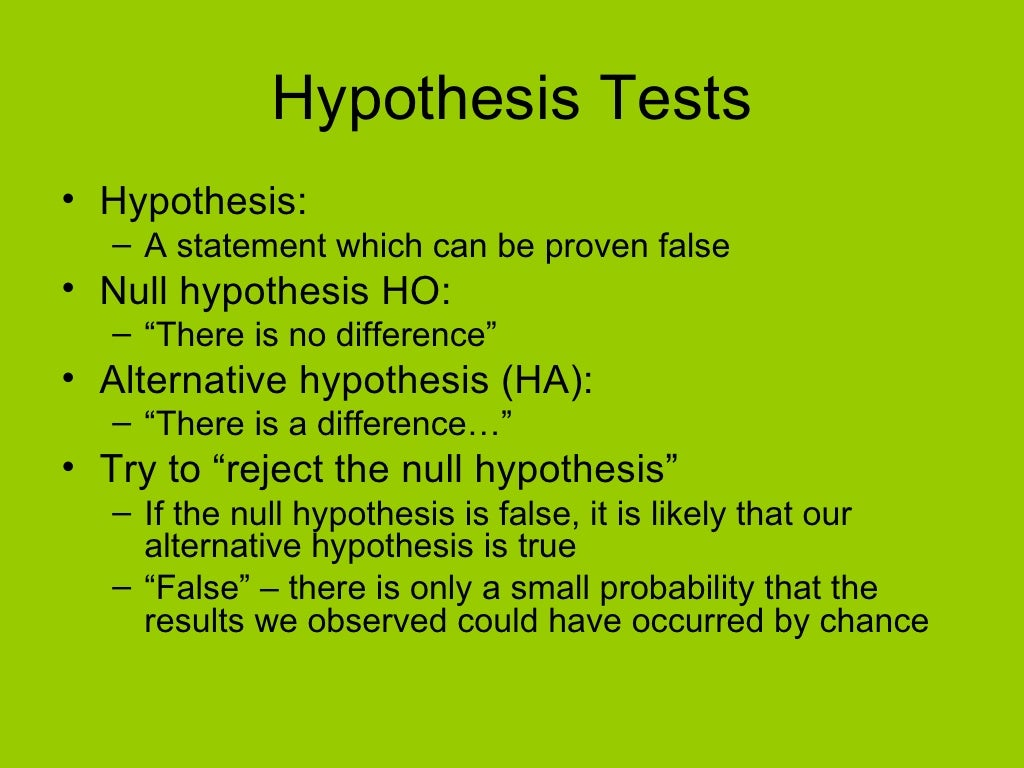 Hypothesis Tests
• Hypothesis:
– A statement which can be proven false
• Null hypothesis HO:
– “There is no difference”
• Alternative hypothesis (HA):
– “There is a difference…”
• Try to “reject the null hypothesis”
– If the null hypothesis is false, it is likely that our
alternative hypothesis is true
– “False” – there is only a small probability that the
results we observed could have occurred by chance